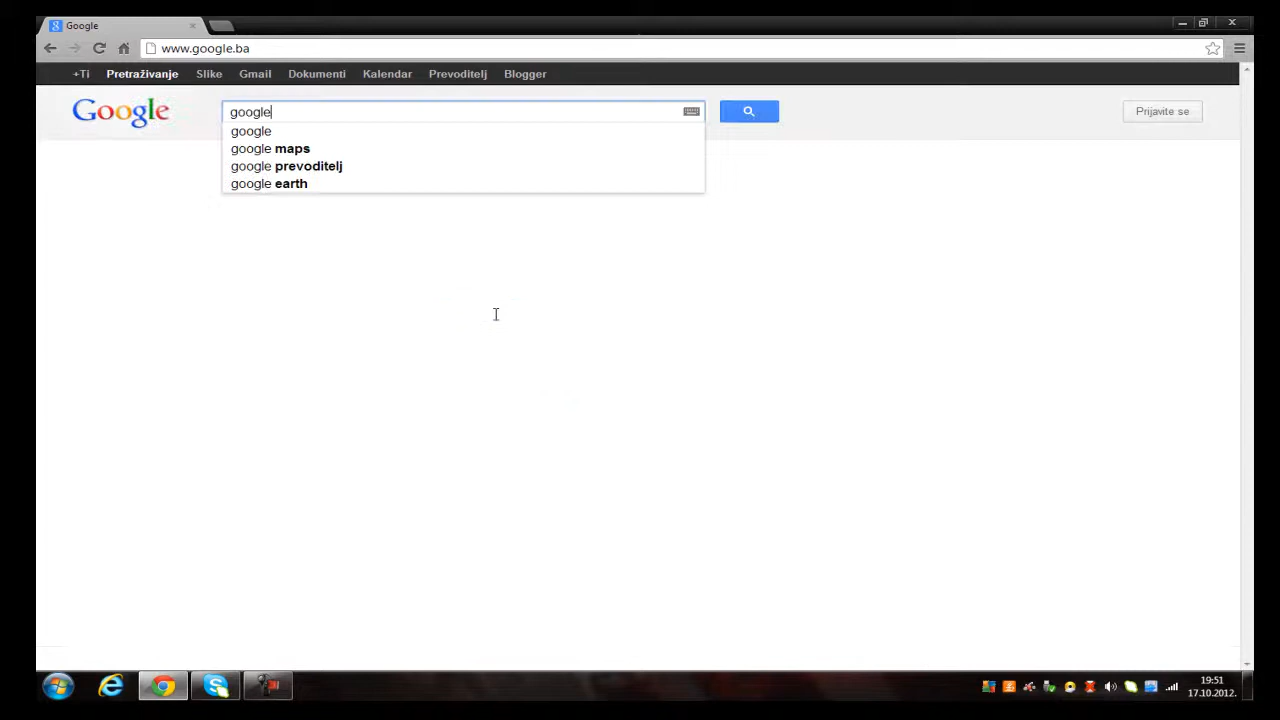 Google
www.google.ba
+Ti Pretraživanje Slike Gmail Dokumenti Kalendar Prevoditelj Blogger
Google
google
Prijavite se
google
google maps
google prevoditelj
google earth
19:51
17.10.2012.